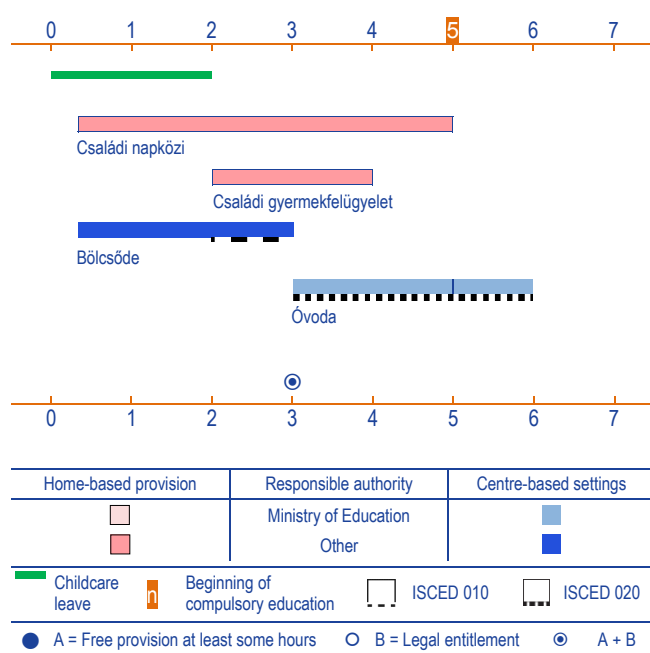 0 1 2 3 4 5 6 7
Családi napközi
Családi gyermekfelügyelet
Bölcsőde
Óvoda
0 1 2 3 4 5 6 7
Home-based provision Responsible authority Centre-based settings
Ministry of Education
Other
Childcare leave n Beginning of compulsory education ISCED 010 ISCED 020
A = Free provision at least some hours B = Legal entitlement A + B